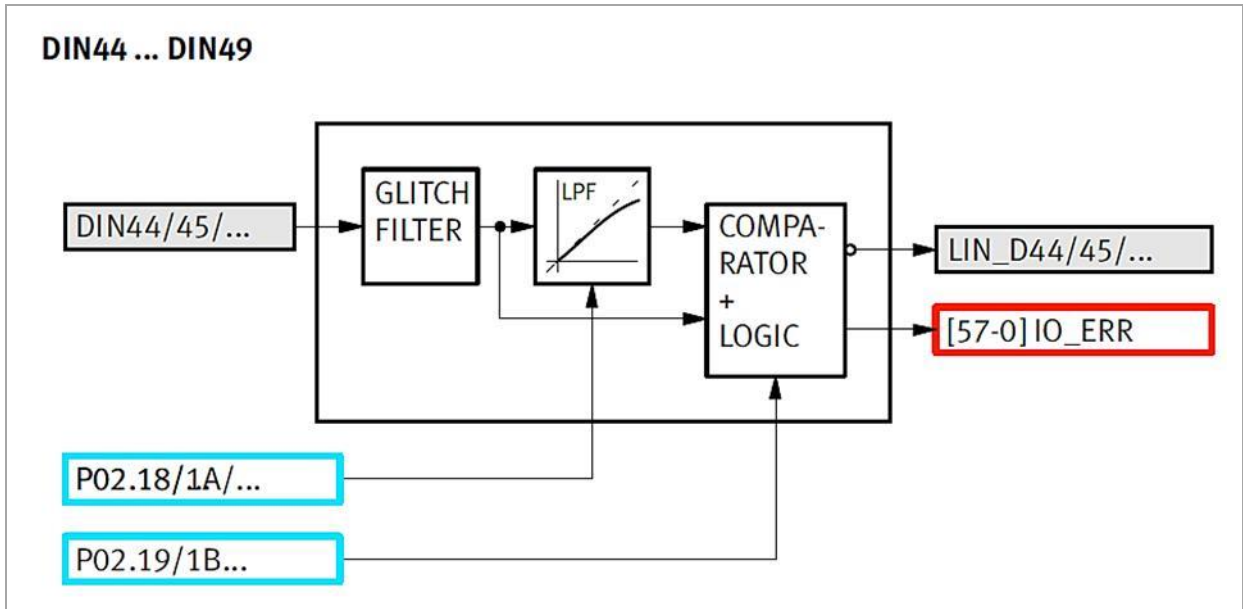 DIN44 ... DIN49
GLITCH
FILTER
LPF
DIN44/45/...
COMPA-
RATOR
+
LOGIC
LIN_D44/45/...
[57-0] IO_ERR
P02.18/1A/...
P02.19/1B...